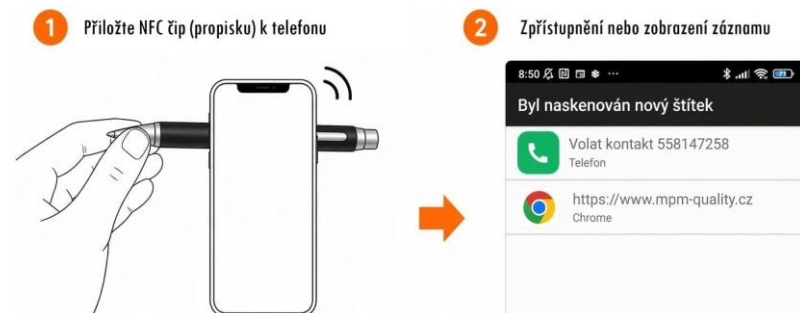 1 Přiložte NFC čip (propisku) k telefonu
2 Zpřístupnění nebo zobrazení záznamu
8:50
Byl naskenován nový štítek
Volat kontakt 558147258
Telefon
https://www.mpm-quality.cz
Chrome